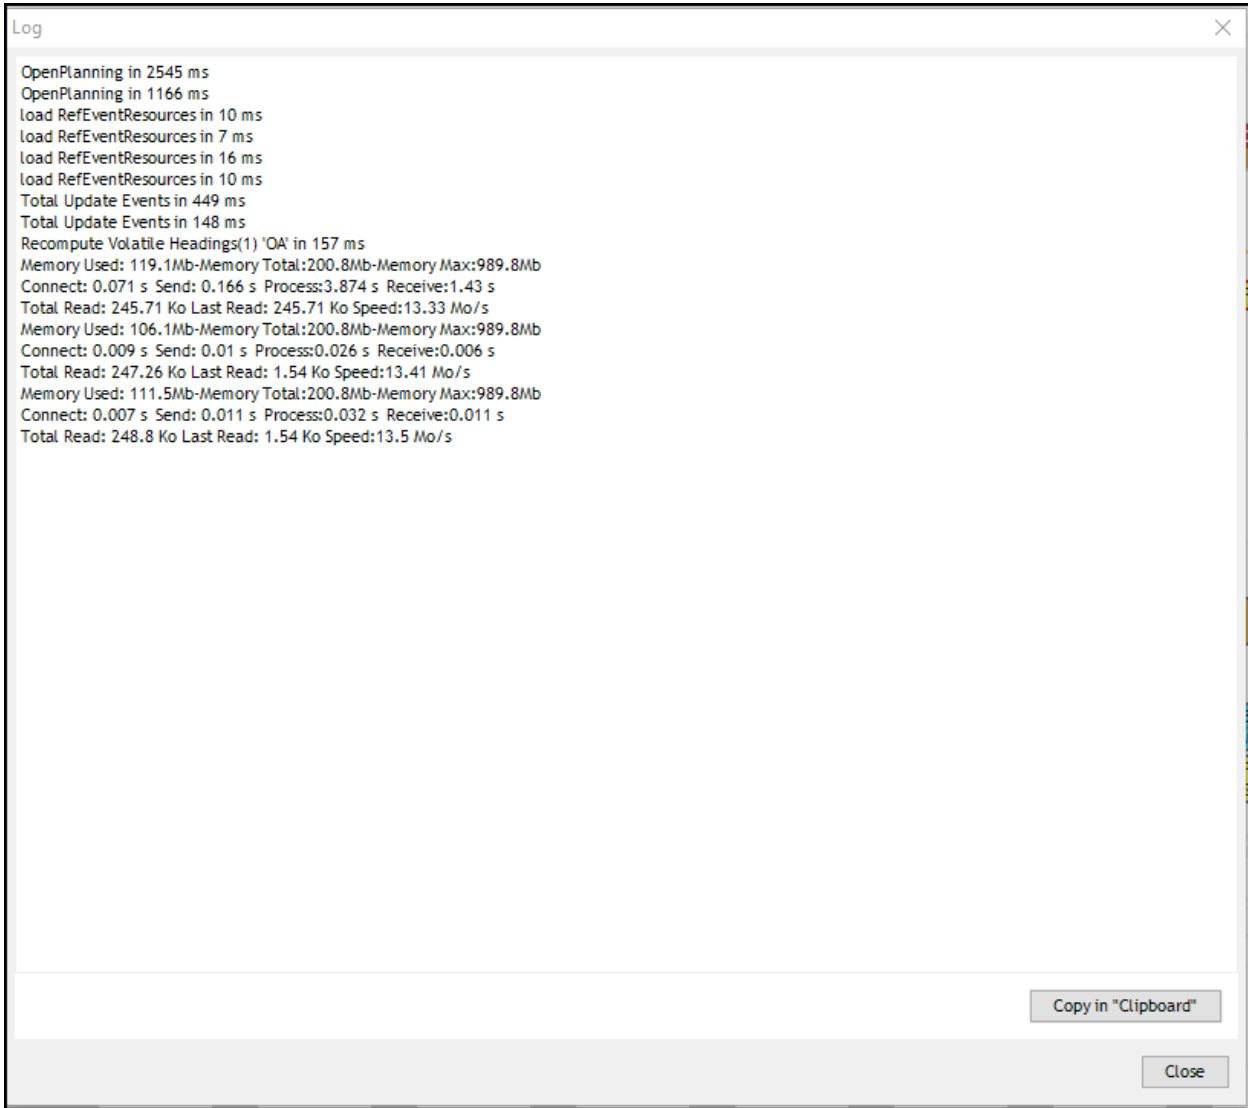 Log
OpenPlanning in 2545 ms
OpenPlanning in 1166 ms
load RefEventResources in 10 ms
load RefEventResources in 7 ms
load RefEventResources in 16 ms
load RefEventResources in 10 ms
Total Update Events in 449 ms
Total Update Events in 148 ms
Recompute Volatile Headings(1) 'OA' in 157 ms
Memory Used: 119.1Mb-Memory Total:200.8Mb-Memory Max:989.8Mb
Connect: 0.071 s Send: 0.166 s Process:3.874 s Receive:1.43 s
Total Read: 245.71 Ko Last Read: 245.71 Ko Speed:13.33 Mo/s
Memory Used: 106.1Mb-Memory Total:200.8Mb-Memory Max:989.8Mb
Connect: 0.009 s Send: 0.01 s Process:0.026 s Receive:0.006 s
Total Read: 247.26 Ko Last Read: 1.54 Ko Speed:13.41 Mo/s
Memory Used: 111.5Mb-Memory Total:200.8Mb-Memory Max:989.8Mb
Connect: 0.007 s Send: 0.011 s Process:0.032 s Receive:0.011 s
Total Read: 248.8 Ko Last Read: 1.54 Ko Speed:13.5 Mo/s
Copy in "Clipboard"
Close